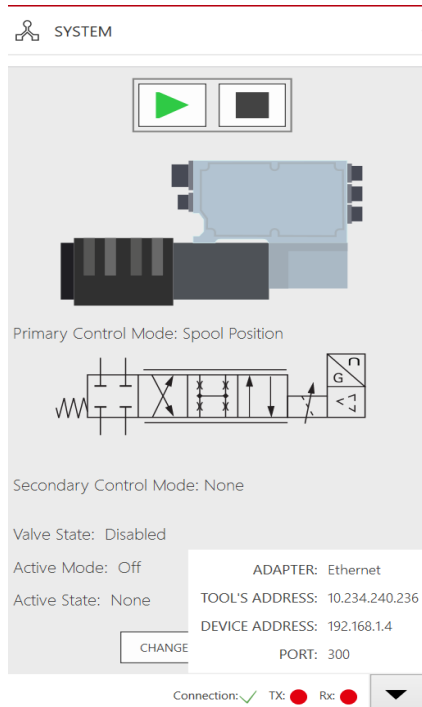 SYSTEM
Primary Control Mode: Spool Position
G
Secondary Control Mode: None
Valve State: Disabled
Active Mode: Off
Active State: None
CHANGE
ADAPTER: Ethernet
TOOL'S ADDRESS: 10.234.240.236
DEVICE ADDRESS: 192.168.1.4
PORT: 300
Connection: TX: Rx: